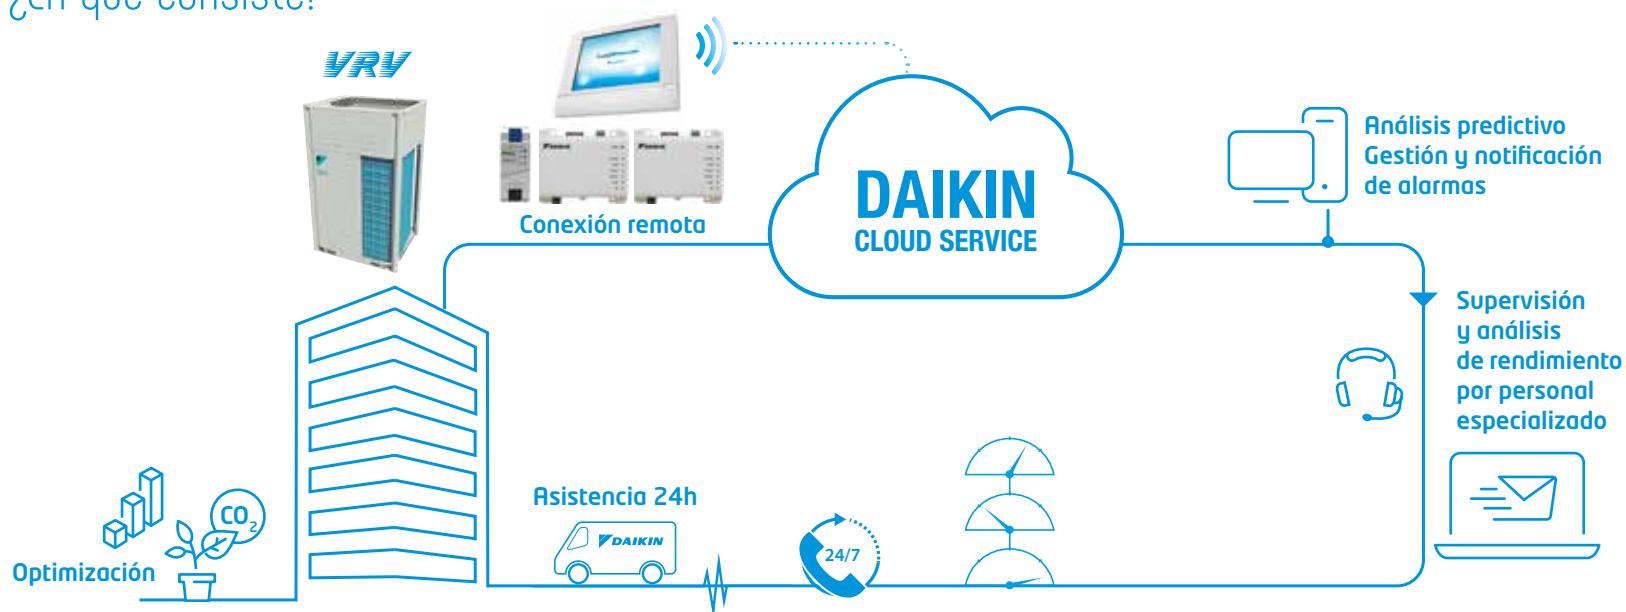 ¿En qué consiste?
VRV
Conexión remota
DAIKIN
CLOUD SERVICE
Análisis predictivo
Gestión y notificación
de alarmas
Supervisión
y análisis
de rendimiento
por personal
especializado
Asistencia 24h
DAIKIN
24/7
CO₂
Optimización